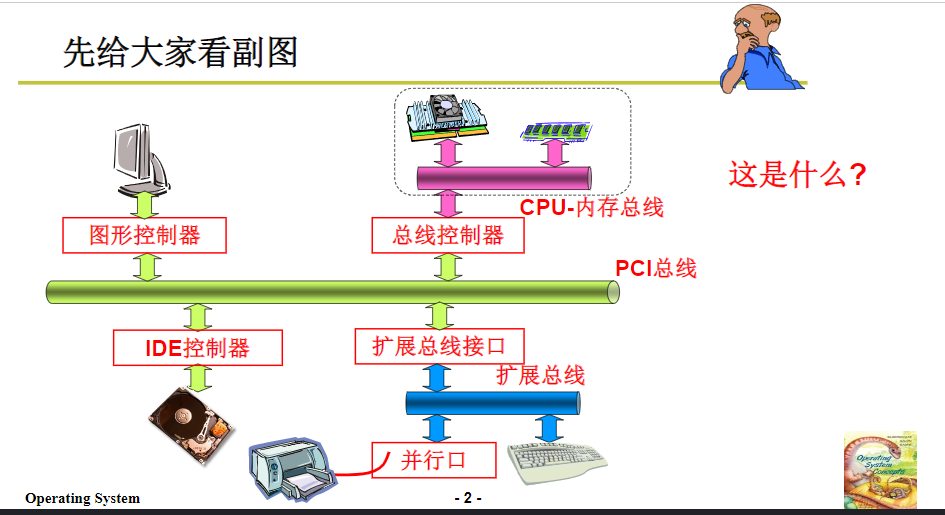 先给大家看副图
这是什么?
CPU-内存总线
图形控制器
总线控制器
PCI总线
IDE控制器
扩展总线接口
扩展总线
并行口
Operating
System
Concepts
Operating System
- 2 -